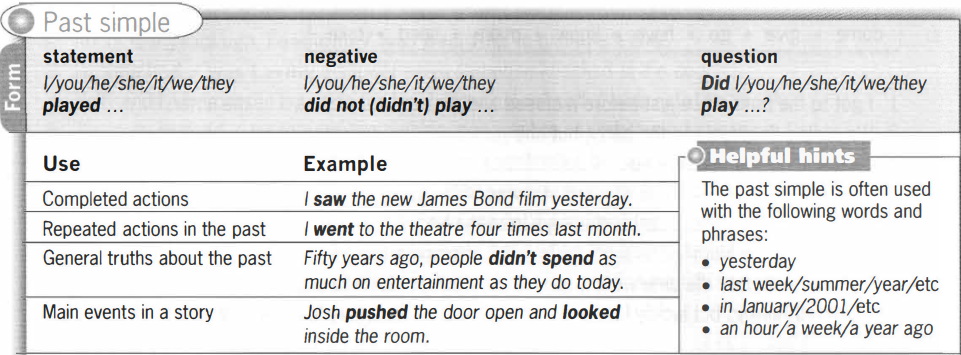 Past simple
Form
statement
I/you/he/she/it/we/they
played ...
negative
I/you/he/she/it/we/they
did not (didn't) play ...
question
Did I/you/he/she/it/we/they
play ...?
Use Example
Completed actions I saw the new James Bond film yesterday.
Repeated actions in the past I went to the theatre four times last month.
General truths about the past Fifty years ago, people didn't spend as
much on entertainment as they do today.
Main events in a story Josh pushed the door open and looked
inside the room.
Helpful hints
The past simple is often used
with the following words and
phrases:
• yesterday
• last week/summer/year/etc
• in January/2001/etc
• an hour/a week/a year ago